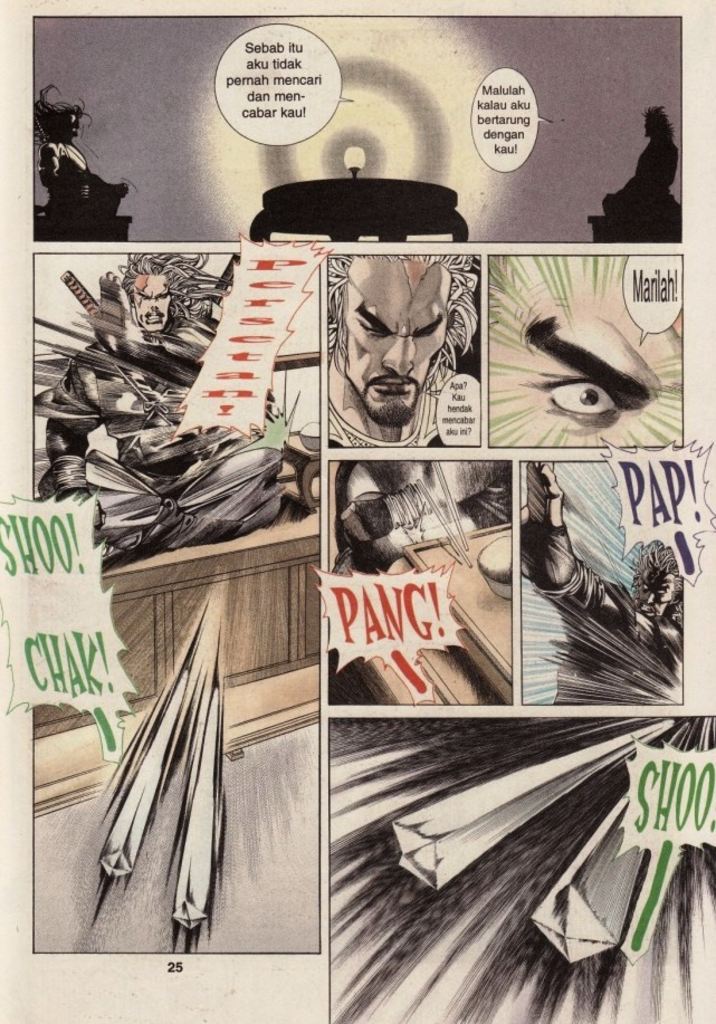 Sebab itu
aku tidak
pernah mencari
dan men-
cabar kau!
Malulah
kalau aku
bertarung
dengan
kau!
Persetan!
Apa?
Kau
hendak
mencabar
aku ini?
Marilah!
SHOO!
CHAK!
PANG!
PAP!
SHOO!
25